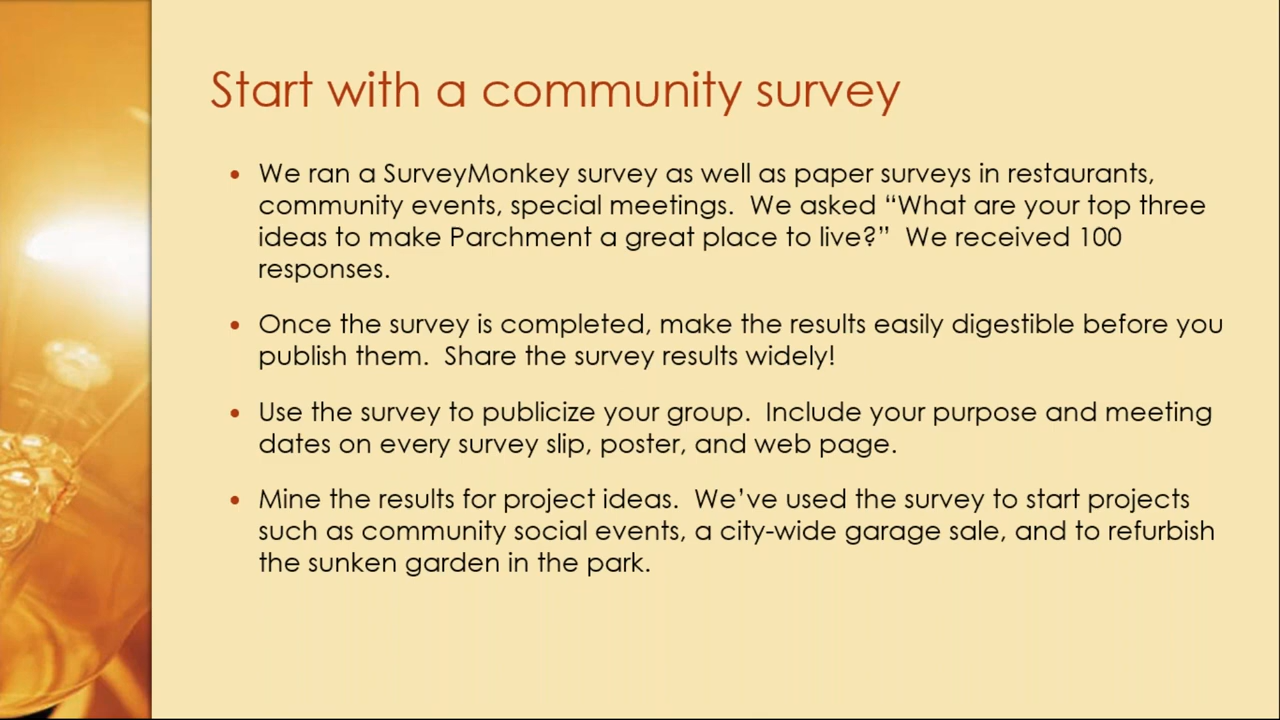 Start with a community survey
• We ran a SurveyMonkey survey as well as paper surveys in restaurants,
community events, special meetings.  We asked “What are your top three
ideas to make Parchment a great place to live?”  We received 100
responses.
• Once the survey is completed, make the results easily digestible before you
publish them.  Share the survey results widely!
• Use the survey to publicize your group.  Include your purpose and meeting
dates on every survey slip, poster, and web page.
• Mine the results for project ideas.  We’ve used the survey to start projects
such as community social events, a city-wide garage sale, and to refurbish
the sunken garden in the park.